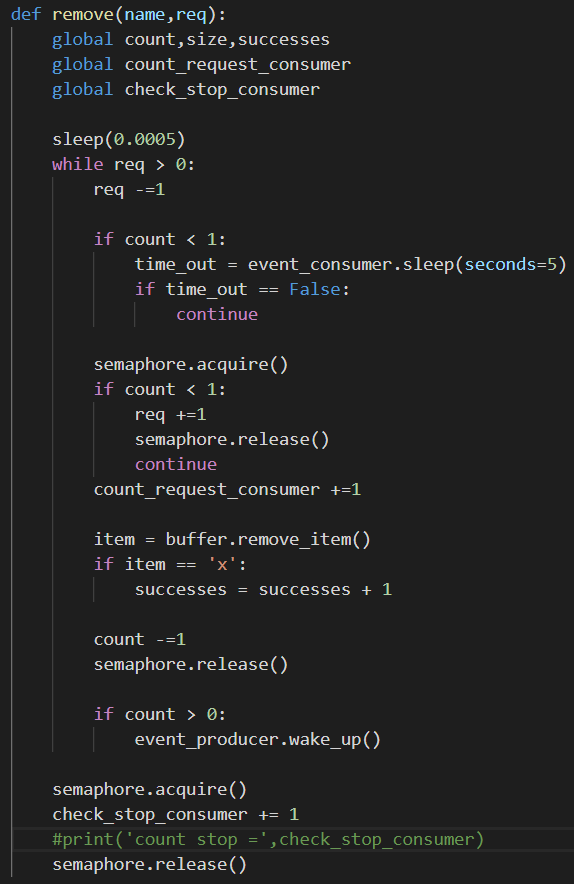 def remove(name,req):
    global count,size,successes
    global count_request_consumer
    global check_stop_consumer

    sleep(0.0005)
    while req > 0:
        req -=1

        if count < 1:
            time_out = event_consumer.sleep(seconds=5)
            if time_out == False:
                continue

        semaphore.acquire()
        if count < 1:
            req +=1
            semaphore.release()
            continue
        count_request_consumer +=1

        item = buffer.remove_item()
        if item == 'x':
            successes = successes + 1

        count -=1
        semaphore.release()

        if count > 0:
            event_producer.wake_up()

    semaphore.acquire()
    check_stop_consumer += 1
    #print('count stop =',check_stop_consumer)
    semaphore.release()